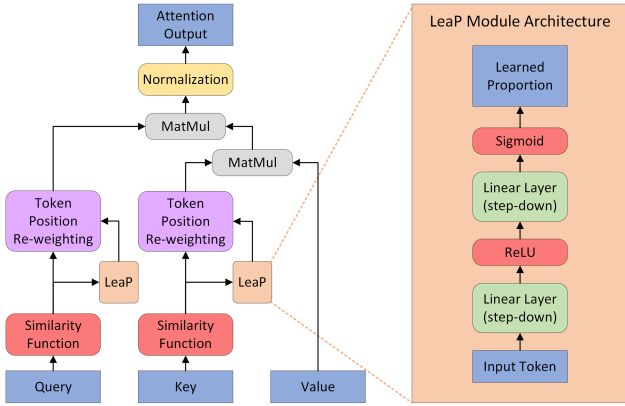 Attention
Output
Normalization
MatMul
MatMul
Token
Position
Re-weighting
Token
Position
Re-weighting
LeaP
LeaP
Similarity
Function
Similarity
Function
Query
Key
Value
LeaP Module Architecture
Learned
Proportion
Sigmoid
Linear Layer
(step-down)
ReLU
Linear Layer
(step-down)
Input Token